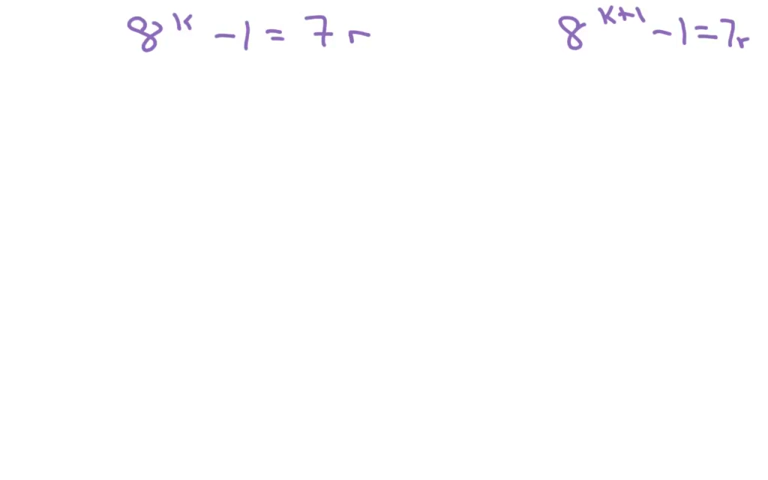 8^k - 1 = 7r
8^{k+1} - 1 = 7r